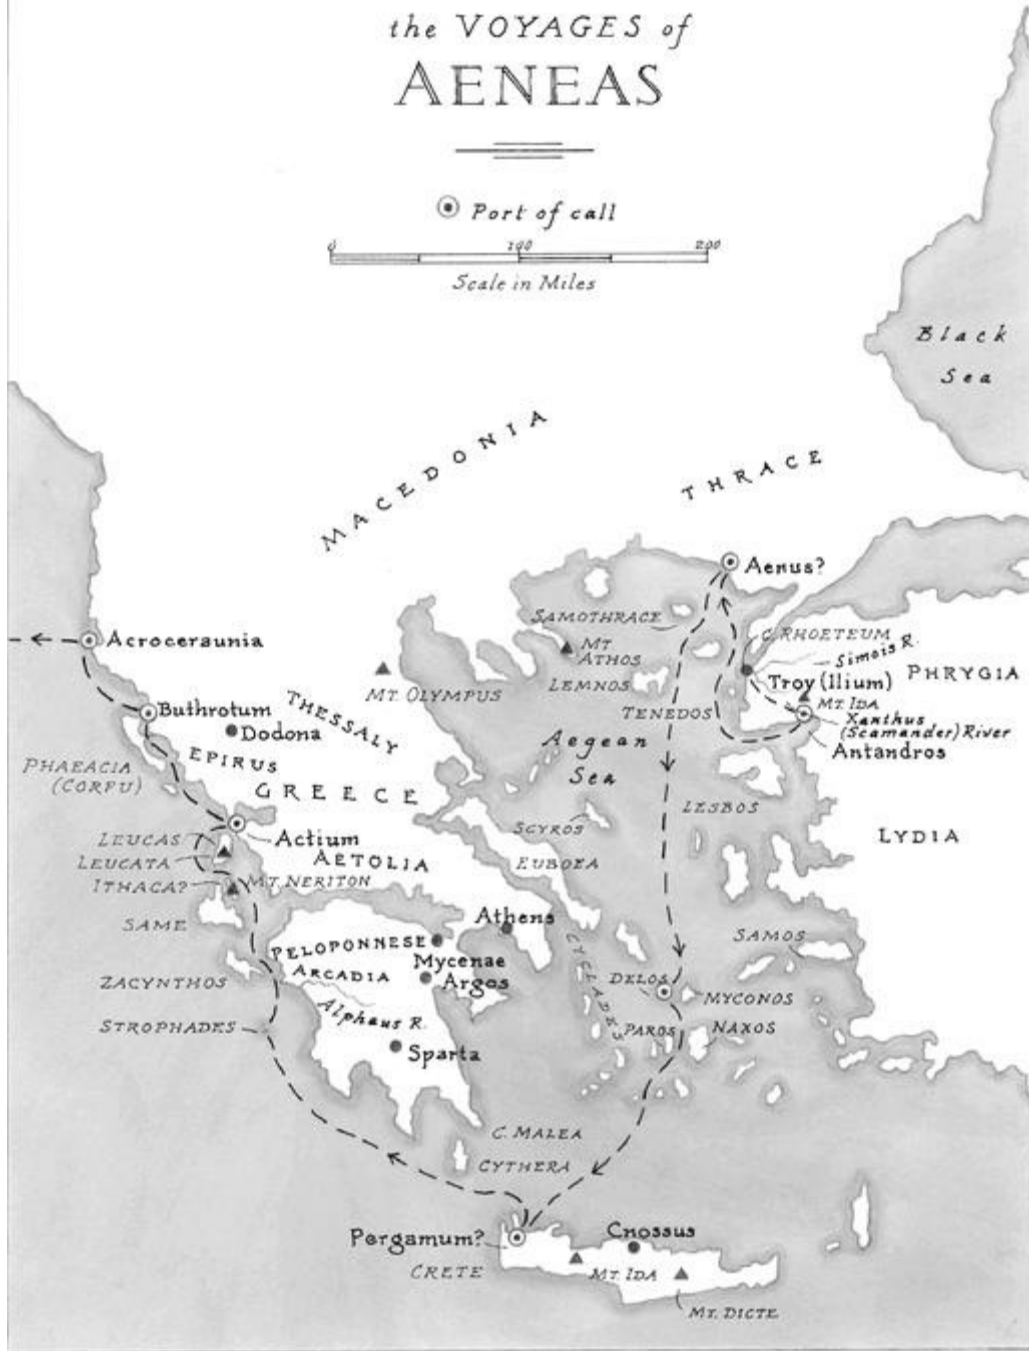 the VOYAGES of
AENEAS
Port of call
0 100 200
Scale in Miles
Black
Sea
MACEDONIA
THRACE
Aenus?
SAMOTHRACE
C. RHOETEUM
Simois R.
Acroceraunia
MT
ATHOS
PHRYGIA
MT. OLYMPUS
LEMNOS
Troy (Ilium)
MT. IDA
Buthrotum
THESSALY
TENEDOS
Xanthus
(Scamander) River
Dodona
Aegean
Sea
Antandros
EPIRUS
PHAEACIA
(CORFU)
GREECE
LESBOS
SCYROS
LEUCAS
Actium
LYDIA
LEUCATA
AETOLIA
EUBOEA
ITHACA?
MT. NERITON
SAME
Athens
PELOPONNESE
SAMOS
Mycenae
CYCLADES
ARCADIA
Argos
DELOS
ZACYNTHOS
MYCONOS
Alphaus R.
STROPHADES
PAROS
NAXOS
Sparta
C. MALEA
CYTHERA
Pergamum?
Cnossus
CRETE
MT. IDA
MT. DICTE